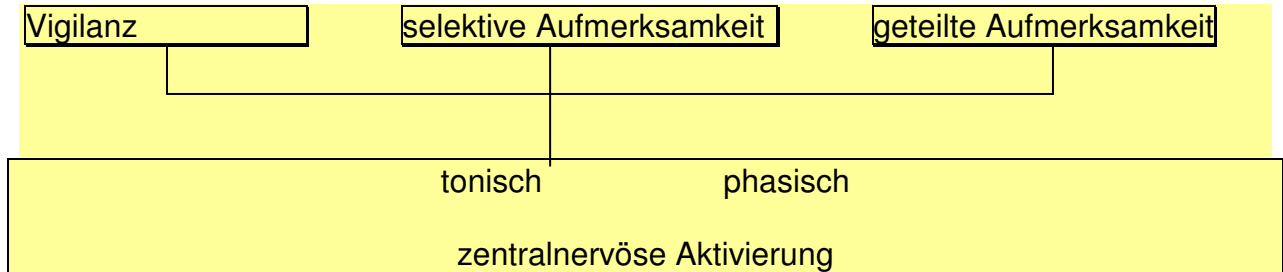 Vigilanz selektive Aufmerksamkeit geteilte Aufmerksamkeit
tonisch phasisch
zentralnervöse Aktivierung